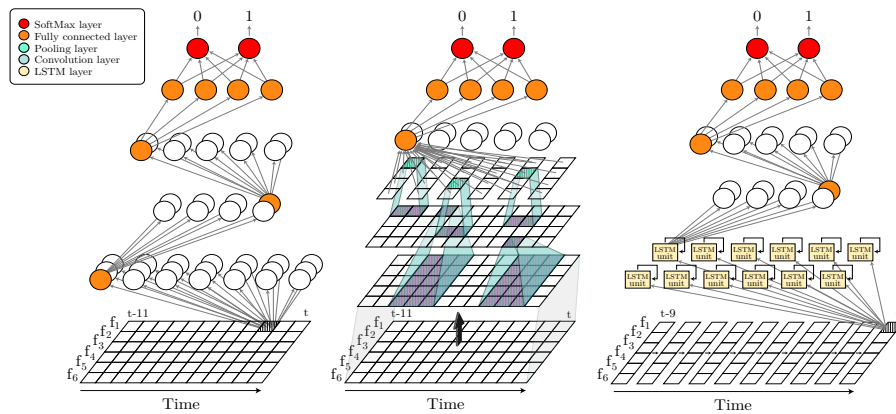 SoftMax layer
Fully connected layer
Pooling layer
Convolution layer
LSTM layer
0 1
t-11 t
f1
f2
f3
f4
f5
f6
Time
0 1
t-11 t
f1
f2
f3
f4
f5
f6
Time
0 1
LSTM unit LSTM unit LSTM unit LSTM unit LSTM unit LSTM unit
LSTM unit LSTM unit LSTM unit LSTM unit LSTM unit LSTM unit
t-9 t
f1
f2
f3
f4
f5
f6
Time